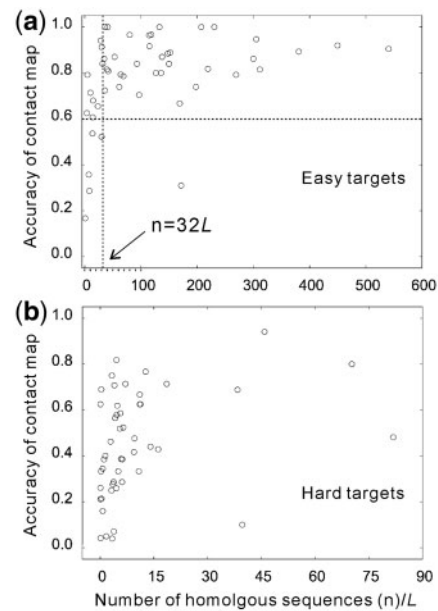 (a)
Accuracy of contact map
1.0
0.8
0.6
0.4
0.2
0.0
Easy targets
n=32L
0 100 200 300 400 500 600
(b)
Accuracy of contact map
1.0
0.8
0.6
0.4
0.2
0.0
Hard targets
0 15 30 45 60 75 90
Number of homolgous sequences (n)/L